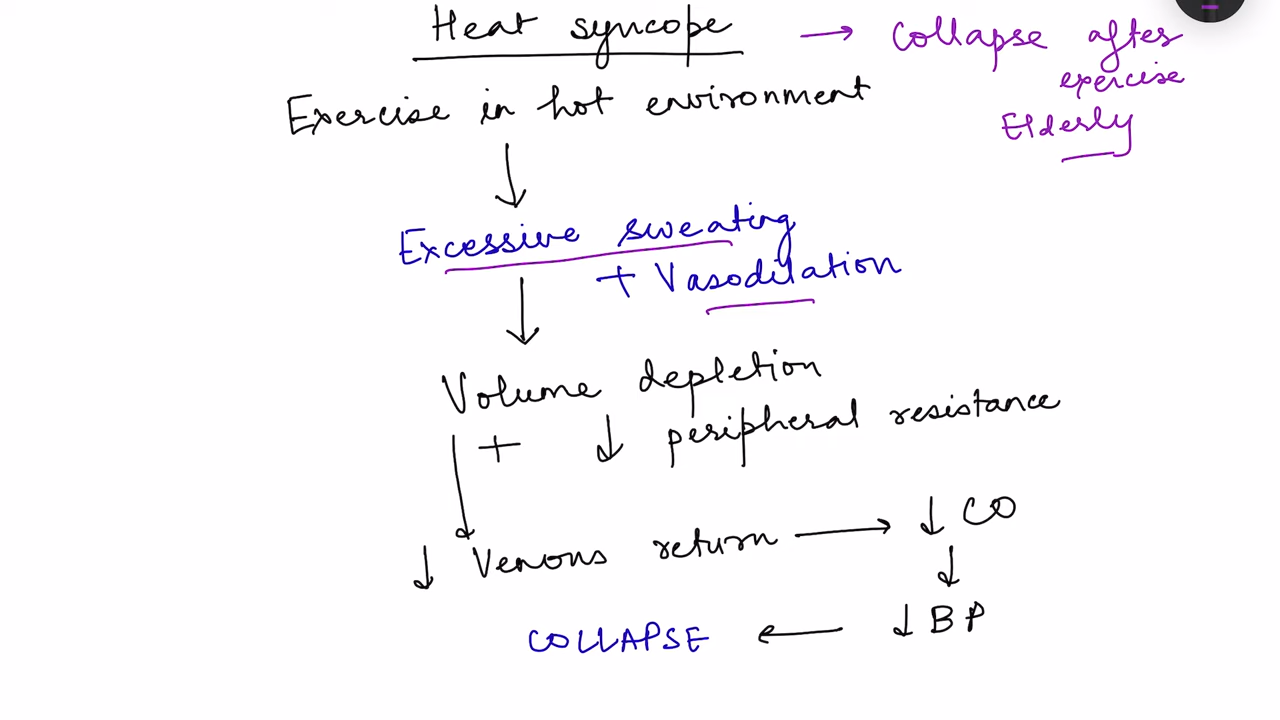 Heat syncope → Collapse after
exercise
Elderly
Exercise in hot environment
↓
Excessive sweating
+ Vasodilation
↓
Volume depletion
+ ↓ peripheral resistance
↓
↓ Venous return → ↓ CO
↓
COLLAPSE ← ↓ BP